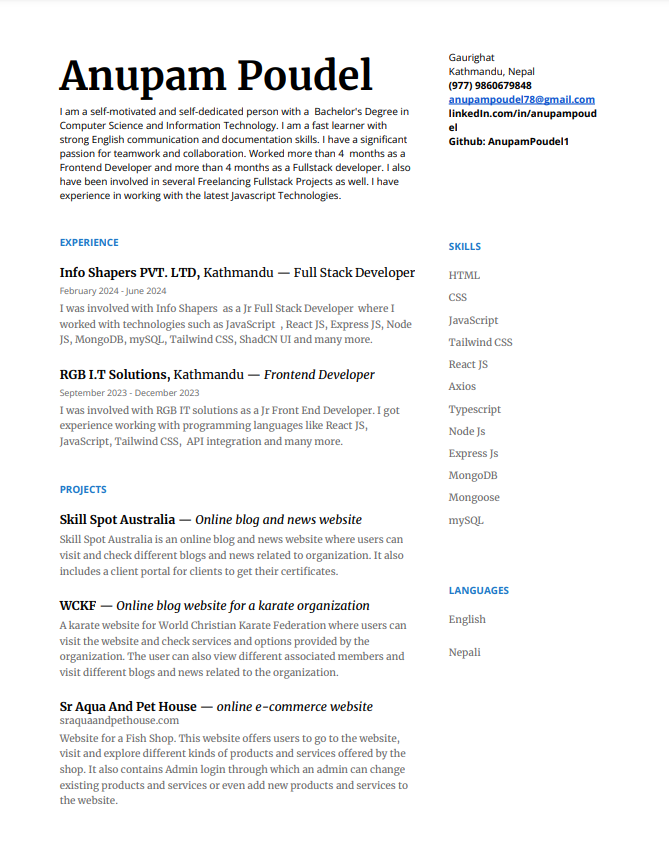 Anupam Poudel
I am a self-motivated and self-dedicated person with a  Bachelor's Degree in
Computer Science and Information Technology. I am a fast learner with
strong English communication and documentation skills. I have a significant
passion for teamwork and collaboration. Worked more than 4  months as a
Frontend Developer and more than 4 months as a Fullstack developer. I also
have been involved in several Freelancing Fullstack Projects as well. I have
experience in working with the latest Javascript Technologies.
Gaurighat
Kathmandu, Nepal
(977) 9860679848
anupampoudel78@gmail.com
linkedIn.com/in/anupampoud
el
Github: AnupamPoudel1
EXPERIENCE
Info Shapers PVT. LTD, Kathmandu — Full Stack Developer
February 2024 - June 2024
I was involved with Info Shapers  as a Jr Full Stack Developer  where I
worked with technologies such as JavaScript  , React JS, Express JS, Node
JS, MongoDB, mySQL, Tailwind CSS, ShadCN UI and many more.
RGB I.T Solutions, Kathmandu — Frontend Developer
September 2023 - December 2023
I was involved with RGB IT solutions as a Jr Front End Developer. I got
experience working with programming languages like React JS,
JavaScript, Tailwind CSS,  API integration and many more.
PROJECTS
Skill Spot Australia — Online blog and news website
Skill Spot Australia is an online blog and news website where users can
visit and check different blogs and news related to organization. It also
includes a client portal for clients to get their certificates.
WCKF — Online blog website for a karate organization
A karate website for World Christian Karate Federation where users can
visit the website and check services and options provided by the
organization. The user can also view different associated members and
visit different blogs and news related to the organization.
Sr Aqua And Pet House — online e-commerce website
sraquaandpethouse.com
Website for a Fish Shop. This website offers users to go to the website,
visit and explore different kinds of products and services offered by the
shop. It also contains Admin login through which an admin can change
existing products and services or even add new products and services to
the website.
SKILLS
HTML
CSS
JavaScript
Tailwind CSS
React JS
Axios
Typescript
Node Js
Express Js
MongoDB
Mongoose
mySQL
LANGUAGES
English
Nepali